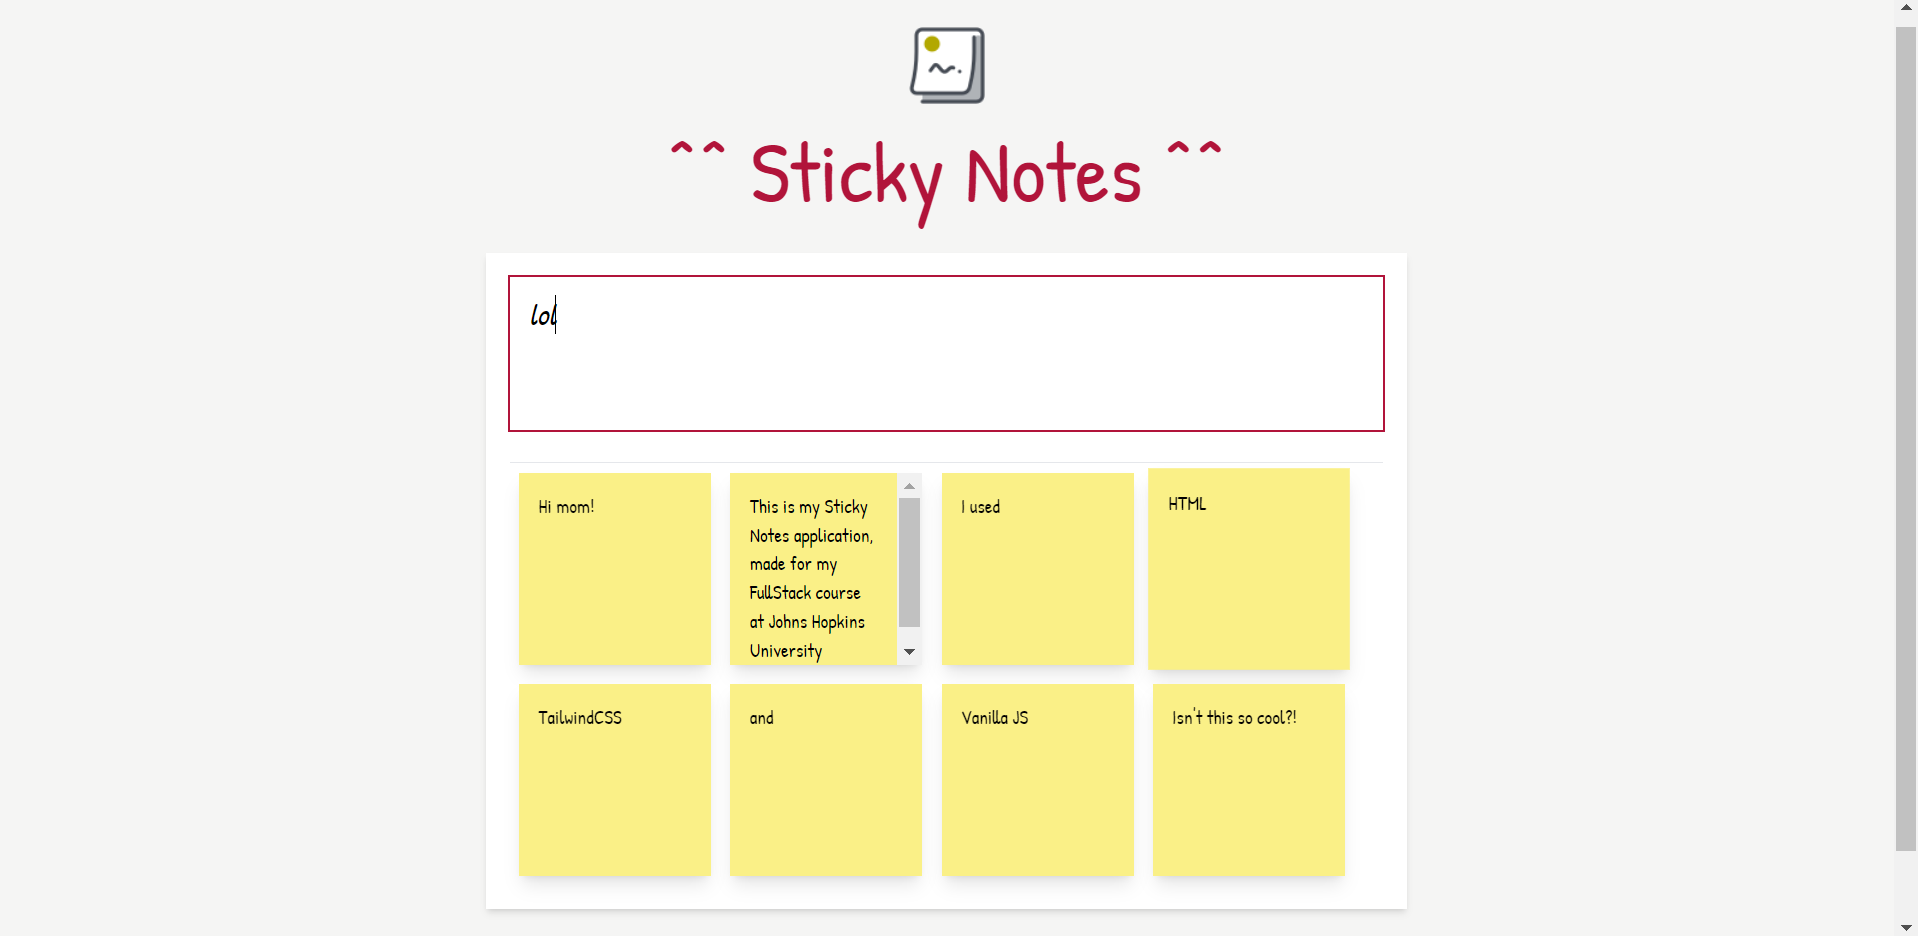 ^^ Sticky Notes ^^
lol
Hi mom!
This is my Sticky
Notes application,
made for my
FullStack course
at Johns Hopkins
University
I used
HTML
TailwindCSS
and
Vanilla JS
Isn't this so cool?!